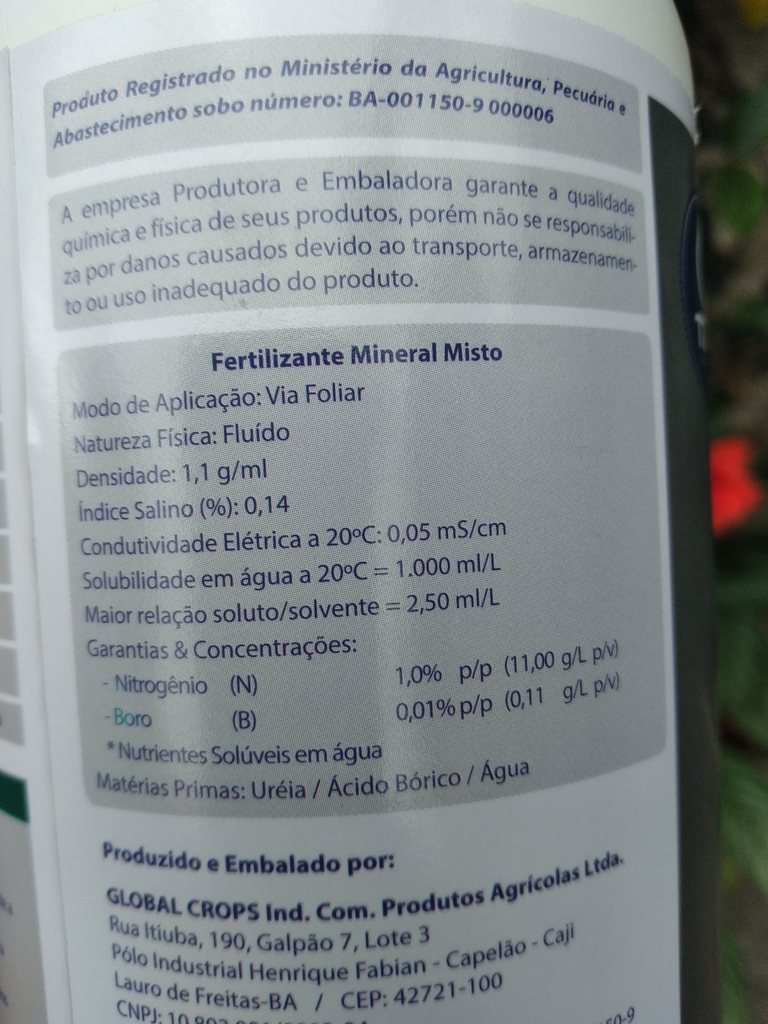 Produto Registrado no Ministério da Agricultura, Pecuária e
Abastecimento sobo número: BA-001150-9 000006
A empresa Produtora e Embaladora garante a qualidade
química e física de seus produtos, porém não se responsabili-
za por danos causados devido ao transporte, armazenamen-
to ou uso inadequado do produto.
Fertilizante Mineral Misto
Modo de Aplicação: Via Foliar
Natureza Física: Fluído
Densidade: 1,1 g/ml
Índice Salino (%): 0,14
Condutividade Elétrica a 20ºC: 0,05 mS/cm
Solubilidade em água a 20ºC = 1.000 ml/L
Maior relação soluto/solvente = 2,50 ml/L
Garantias & Concentrações:
- Nitrogênio (N) 1,0% p/p (11,00 g/L p/v)
- Boro (B) 0,01% p/p (0,11 g/L p/v)
* Nutrientes Solúveis em água
Matérias Primas: Uréia / Ácido Bórico / Água
Produzido e Embalado por:
GLOBAL CROPS Ind. Com. Produtos Agrícolas Ltda.
Rua Itiuba, 190, Galpão 7, Lote 3
Pólo Industrial Henrique Fabian - Capelão - Caji
Lauro de Freitas-BA / CEP: 42721-100
CNPJ: